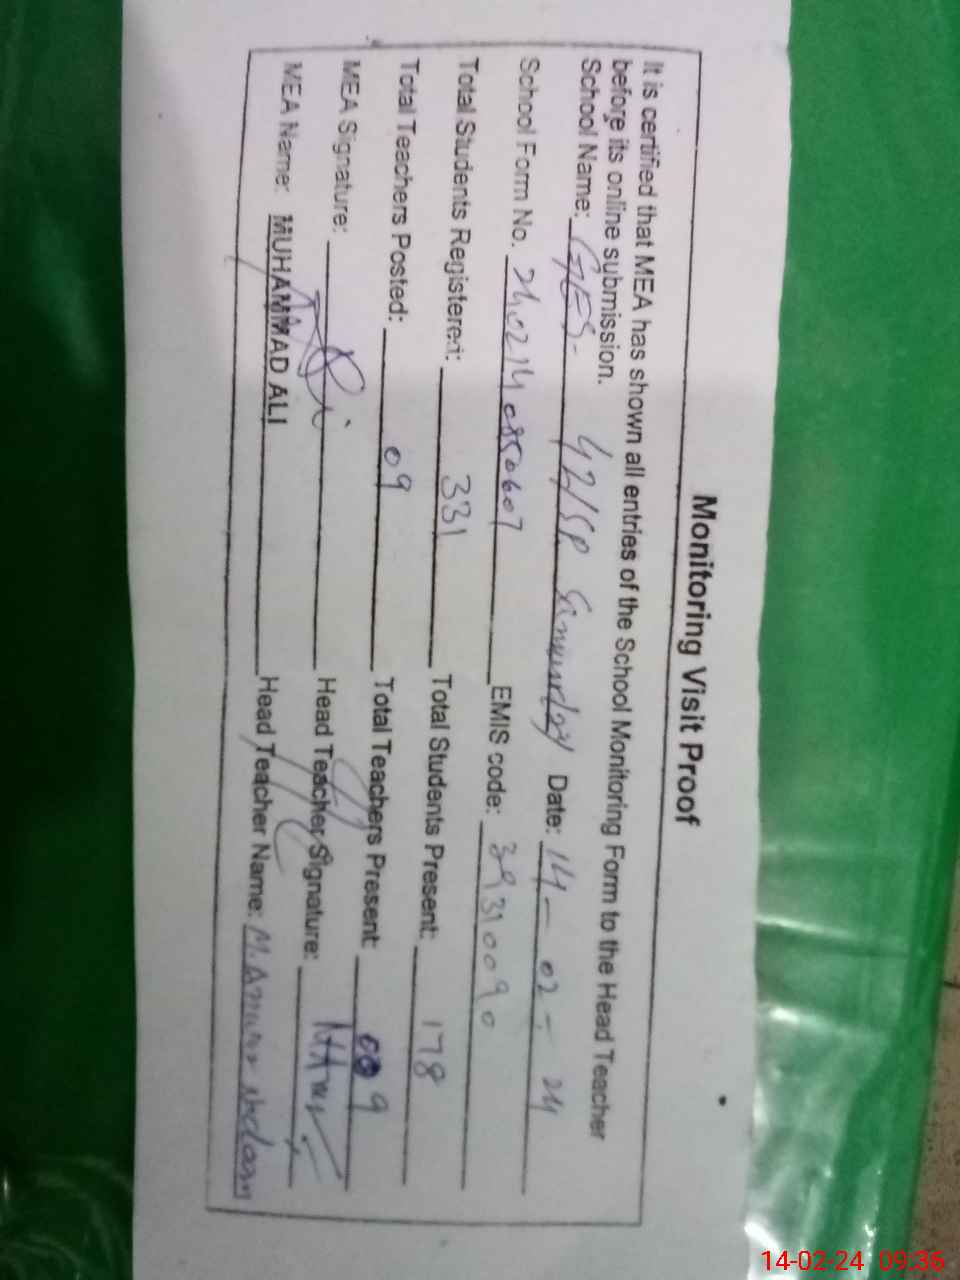 Monitoring Visit Proof
It is certified that MEA has shown all entries of the School Monitoring Form to the Head Teacher
before its online submission.
School Name: GES- 42/SP Date: 14-02-24
School Form No. 2402140850607 EMIS code: 39310090
Total Students Registered: 331 Total Students Present: 178
Total Teachers Posted: 09 Total Teachers Present: 9
MEA Signature: Head Teacher Signature:
MEA Name: MUHAMMAD ALI Head Teacher Name: M.
14-02-24 09:36